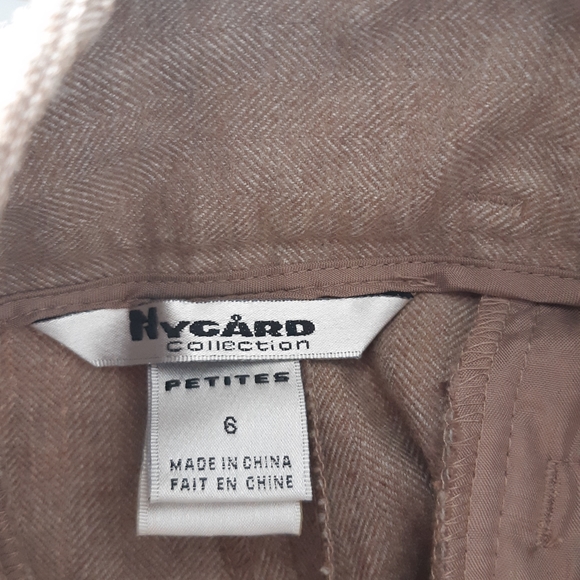 NYGÅRD
Collection
PETITES
6
MADE IN CHINA
FAIT EN CHINE